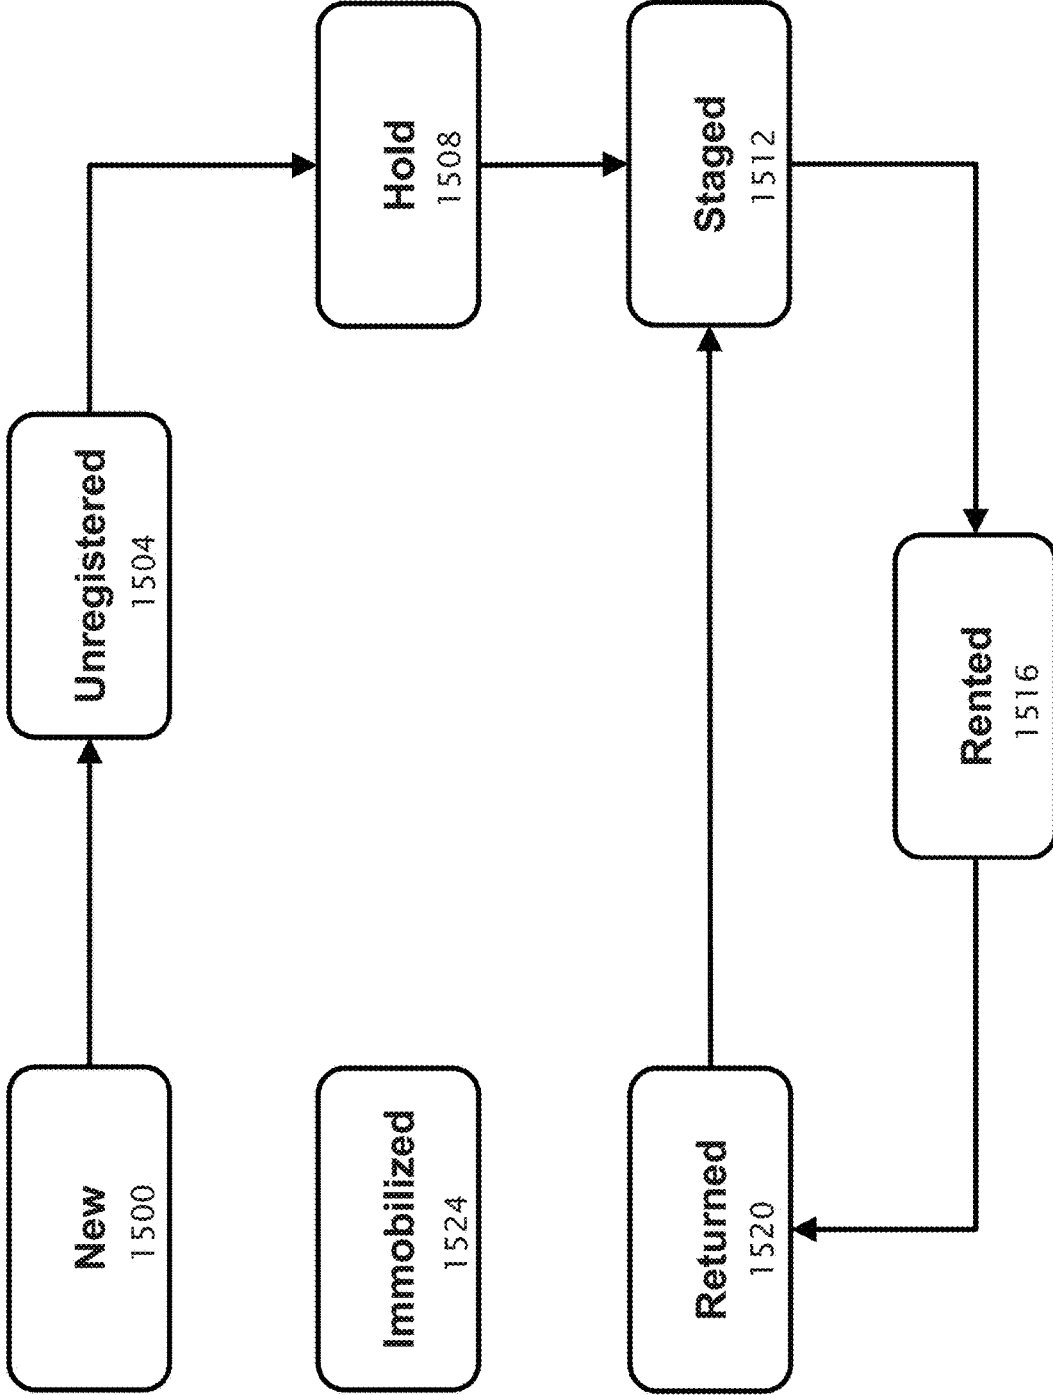 New
1500
Unregistered
1504
Immobilized
1524
Hold
1508
Returned
1520
Staged
1512
Rented
1516